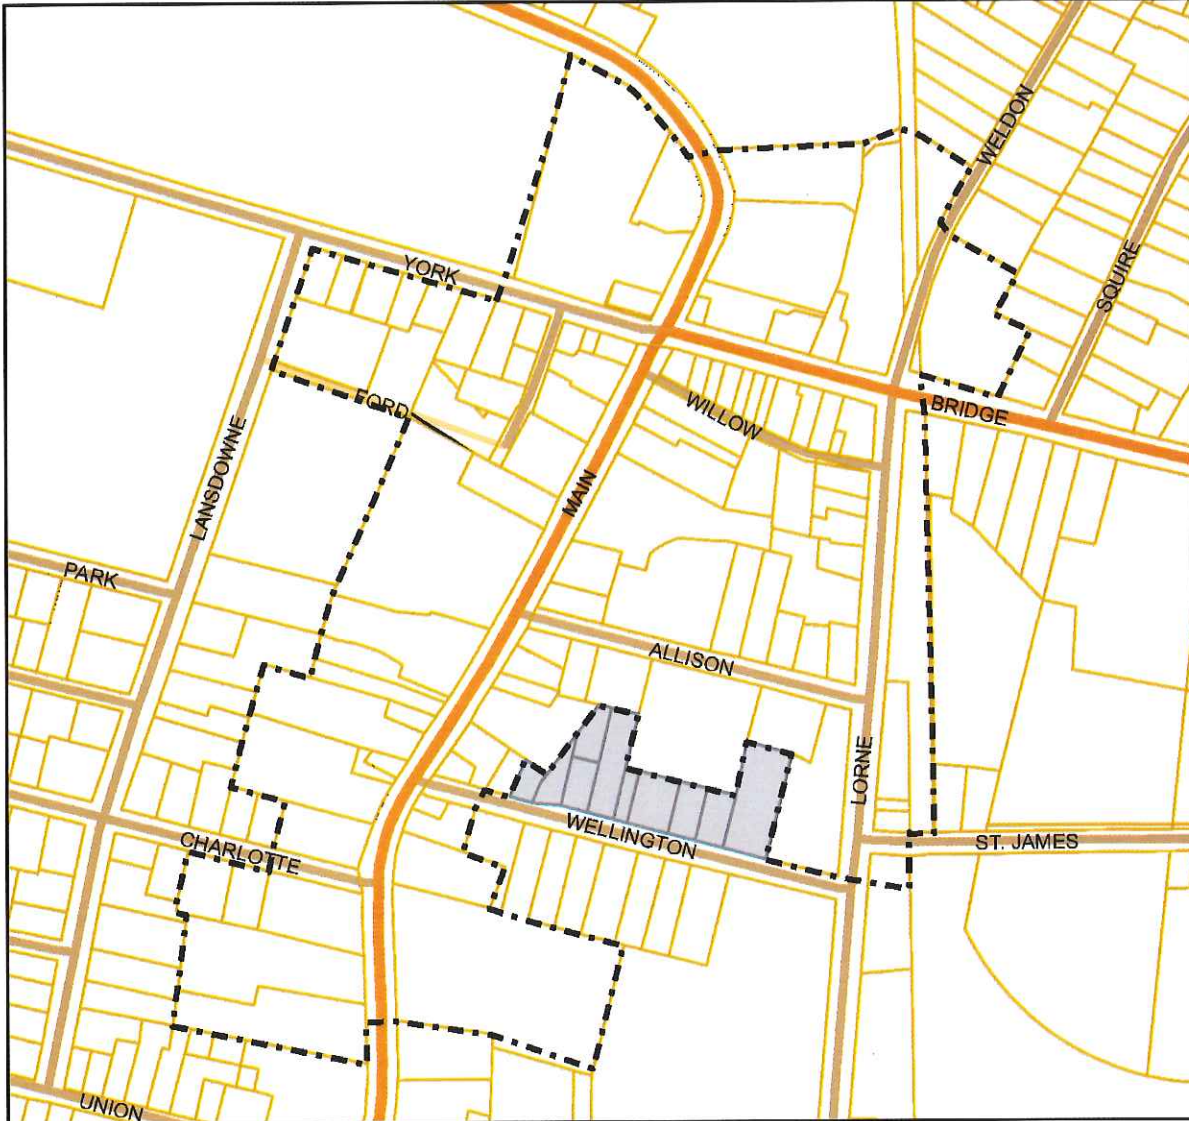 WELDON
SQUIRE
YORK
FORD
WILLOW
BRIDGE
LANSDOWNE
MAIN
PARK
ALLISON
LORNE
WELLINGTON
ST. JAMES
CHARLOTTE
UNION